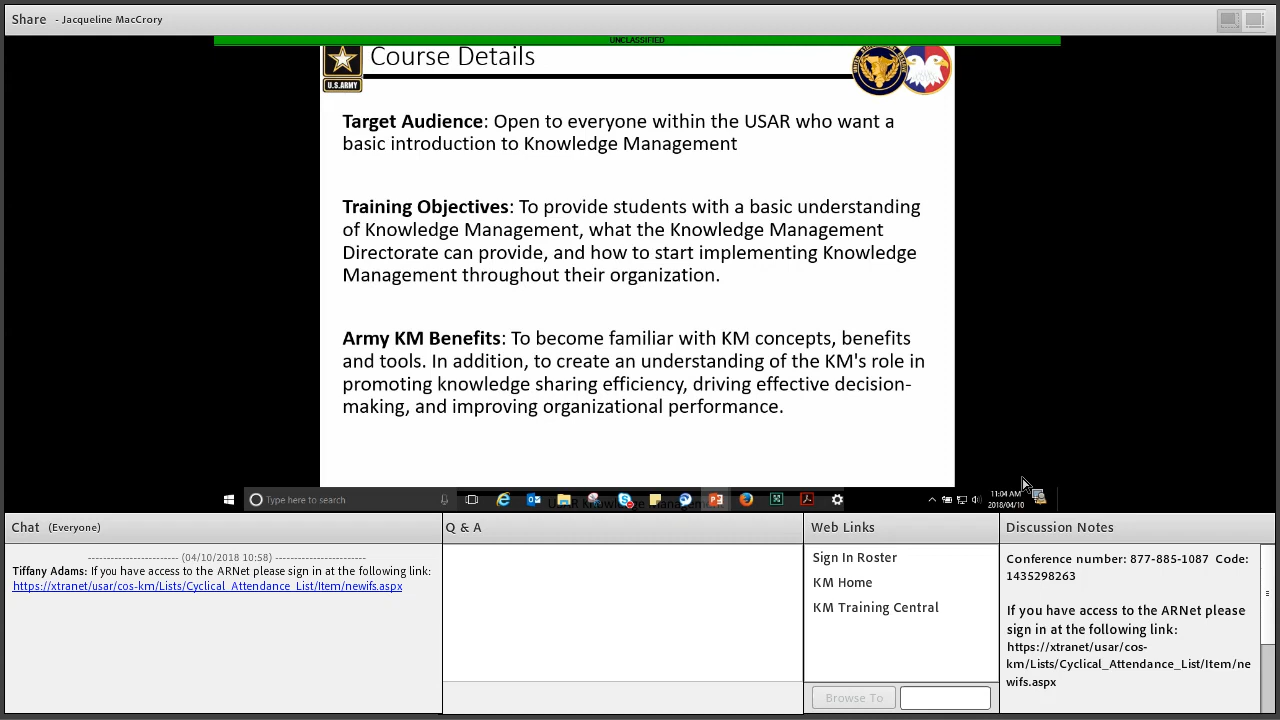 Share - Jacqueline MacCrory
UNCLASSIFIED
Course Details
U.S.ARMY
Target Audience: Open to everyone within the USAR who want a
basic introduction to Knowledge Management
Training Objectives: To provide students with a basic understanding
of Knowledge Management, what the Knowledge Management
Directorate can provide, and how to start implementing Knowledge
Management throughout their organization.
Army KM Benefits: To become familiar with KM concepts, benefits
and tools. In addition, to create an understanding of the KM's role in
promoting knowledge sharing efficiency, driving effective decision-
making, and improving organizational performance.
Type here to search
11:04 AM
2018/04/10
Chat (Everyone)
------------------------ (04/10/2018 10:58) ------------------------
Tiffany Adams: If you have access to the ARNet please sign in at the following link:
https://xtranet/usar/cos-km/Lists/Cyclical_Attendance_List/Item/newifs.aspx
Q & A
Web Links
Sign In Roster
KM Home
KM Training Central
Browse To
Discussion Notes
Conference number: 877-885-1087 Code:
1435298263
If you have access to the ARNet please
sign in at the following link:
https://xtranet/usar/cos-
km/Lists/Cyclical_Attendance_List/Item/ne
wifs.aspx